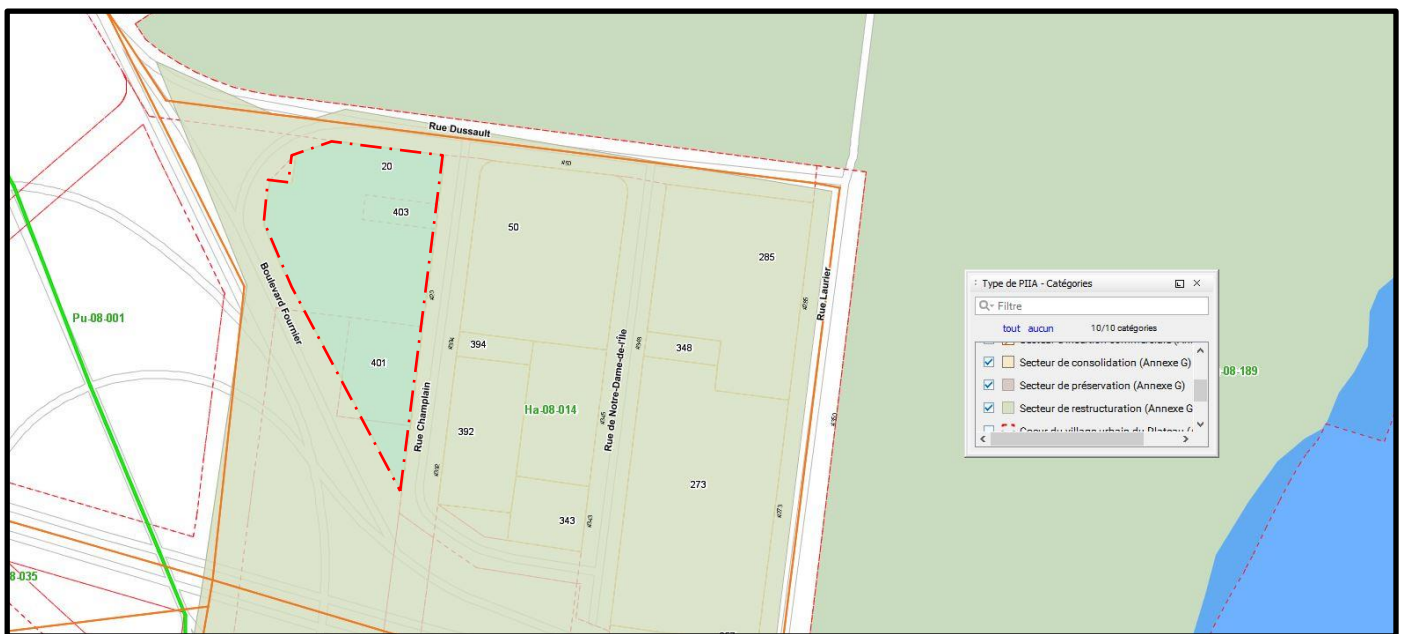 Rue Dussault
20
403
50
285
Boulevard Fournier
Rue Laurier
Pu-08-001
394
348
401
Rue Champlain
Ha-08-014
Rue de Notre-Dame-de-l'Île
392
273
343
-08-189
8-035
Type de PIIA - Catégories
Filtre
tout aucun 10/10 catégories
Secteur de consolidation (Annexe G)
Secteur de préservation (Annexe G)
Secteur de restructuration (Annexe G